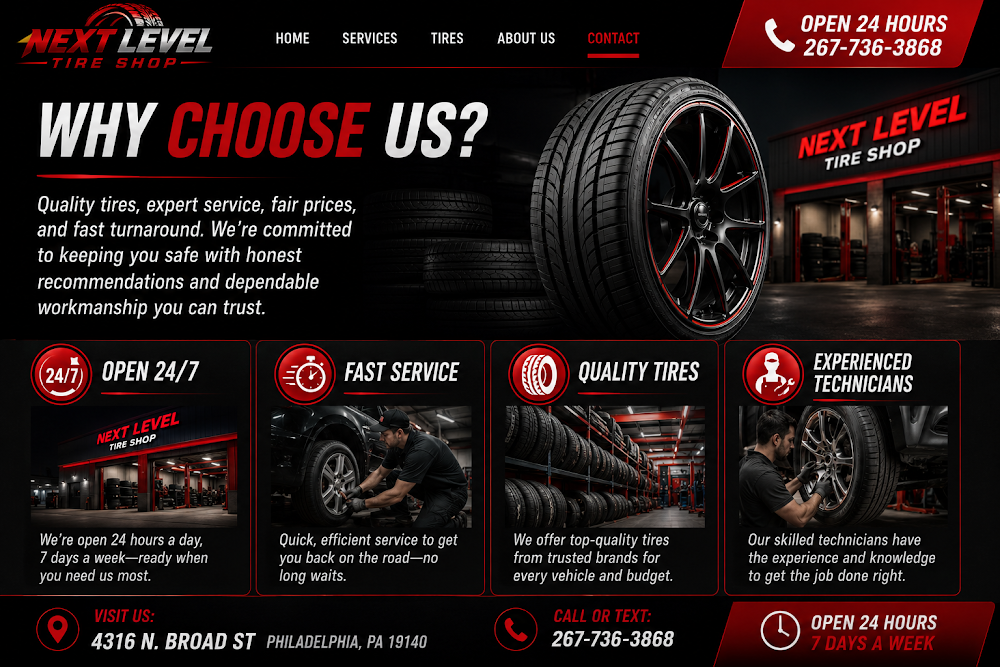 NEXT LEVEL
TIRE SHOP
HOME
SERVICES
TIRES
ABOUT US
CONTACT
OPEN 24 HOURS
267-736-3868
WHY CHOOSE US?
Quality tires, expert service, fair prices,
and fast turnaround. We're committed
to keeping you safe with honest
recommendations and dependable
workmanship you can trust.
NEXT LEVEL
TIRE SHOP
24/7
OPEN 24/7
NEXT LEVEL
TIRE SHOP
We're open 24 hours a day,
7 days a week—ready when
you need us most.
FAST SERVICE
Quick, efficient service to get
you back on the road—no
long waits.
QUALITY TIRES
We offer top-quality tires
from trusted brands for
every vehicle and budget.
EXPERIENCED
TECHNICIANS
Our skilled technicians have
the experience and knowledge
to get the job done right.
VISIT US:
4316 N. BROAD ST PHILADELPHIA, PA 19140
CALL OR TEXT:
267-736-3868
OPEN 24 HOURS
7 DAYS A WEEK